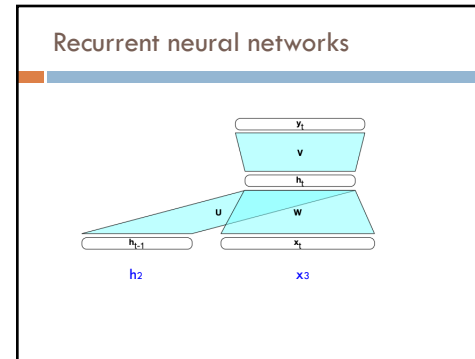 Recurrent neural networks
yt
V
ht
U W
ht-1 xt
h2 x3